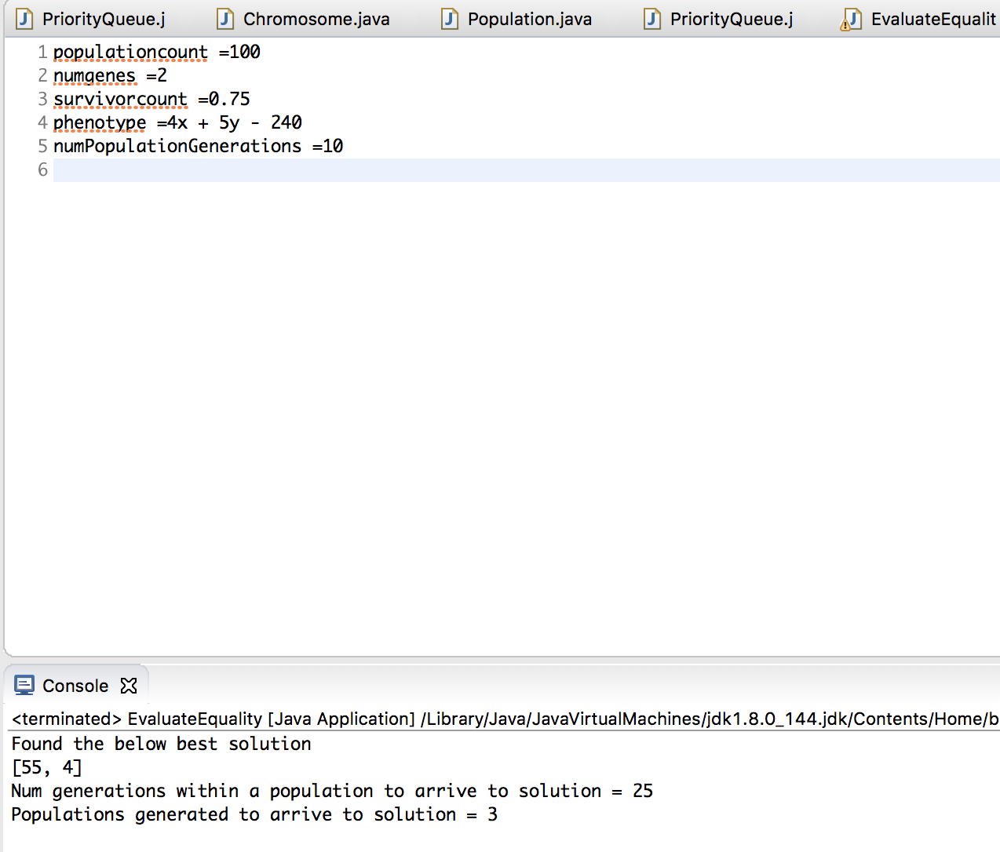 PriorityQueue.j Chromosome.java Population.java PriorityQueue.j EvaluateEqualit
1 populationcount =100
2 numgenes =2
3 survivorcount =0.75
4 phenotype =4x + 5y - 240
5 numPopulationGenerations =10
6
Console
<terminated> EvaluateEquality [Java Application] /Library/Java/JavaVirtualMachines/jdk1.8.0_144.jdk/Contents/Home/b
Found the below best solution
[55, 4]
Num generations within a population to arrive to solution = 25
Populations generated to arrive to solution = 3